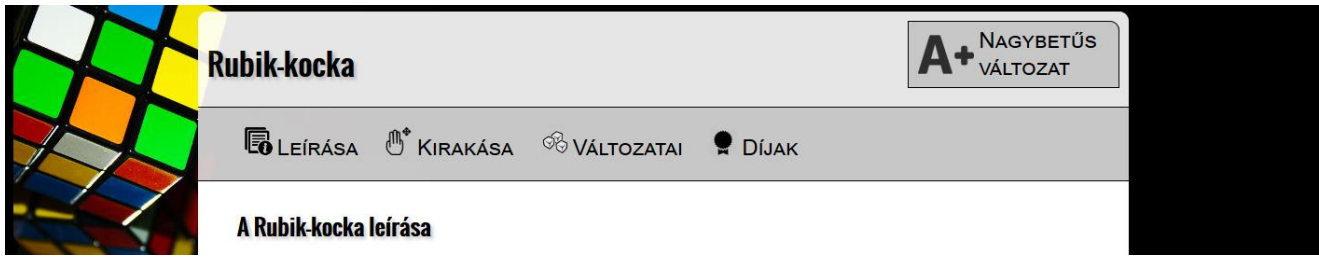 Rubik-kocka
A+ Nagybetűs
változat
Leírása Kirakása Változatai Díjak
A Rubik-kocka leírása